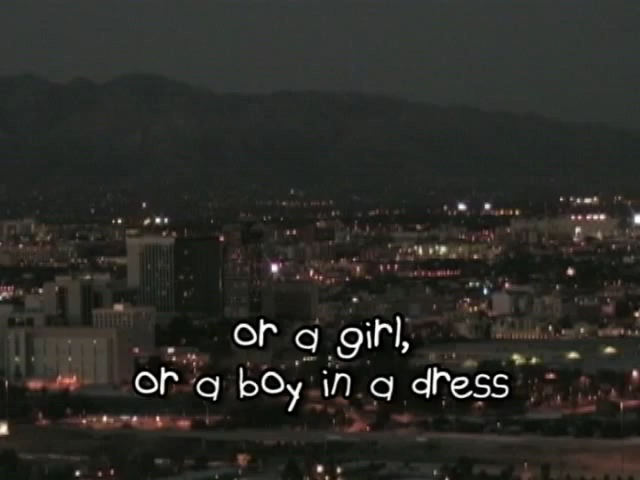 or a girl,
or a boy in a dress